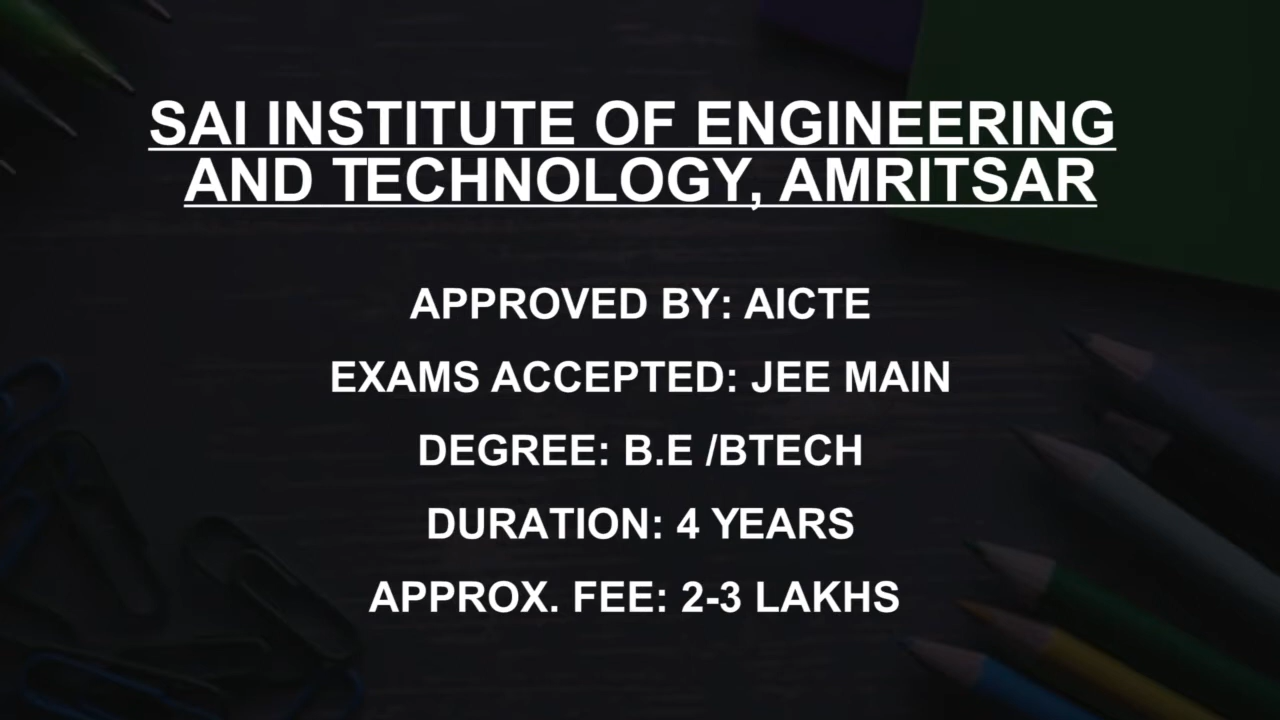 SAI INSTITUTE OF ENGINEERING
AND TECHNOLOGY, AMRITSAR
APPROVED BY: AICTE
EXAMS ACCEPTED: JEE MAIN
DEGREE: B.E /BTECH
DURATION: 4 YEARS
APPROX. FEE: 2-3 LAKHS